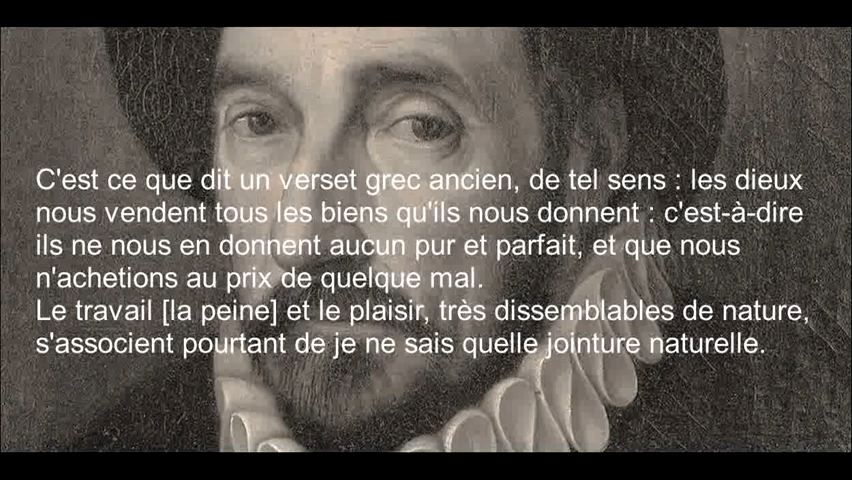 C'est ce que dit un verset grec ancien, de tel sens : les dieux
nous vendent tous les biens qu'ils nous donnent : c'est-à-dire
ils ne nous en donnent aucun pur et parfait, et que nous
n'achetions au prix de quelque mal.
Le travail [la peine] et le plaisir, très dissemblables de nature,
s'associent pourtant de je ne sais quelle jointure naturelle.